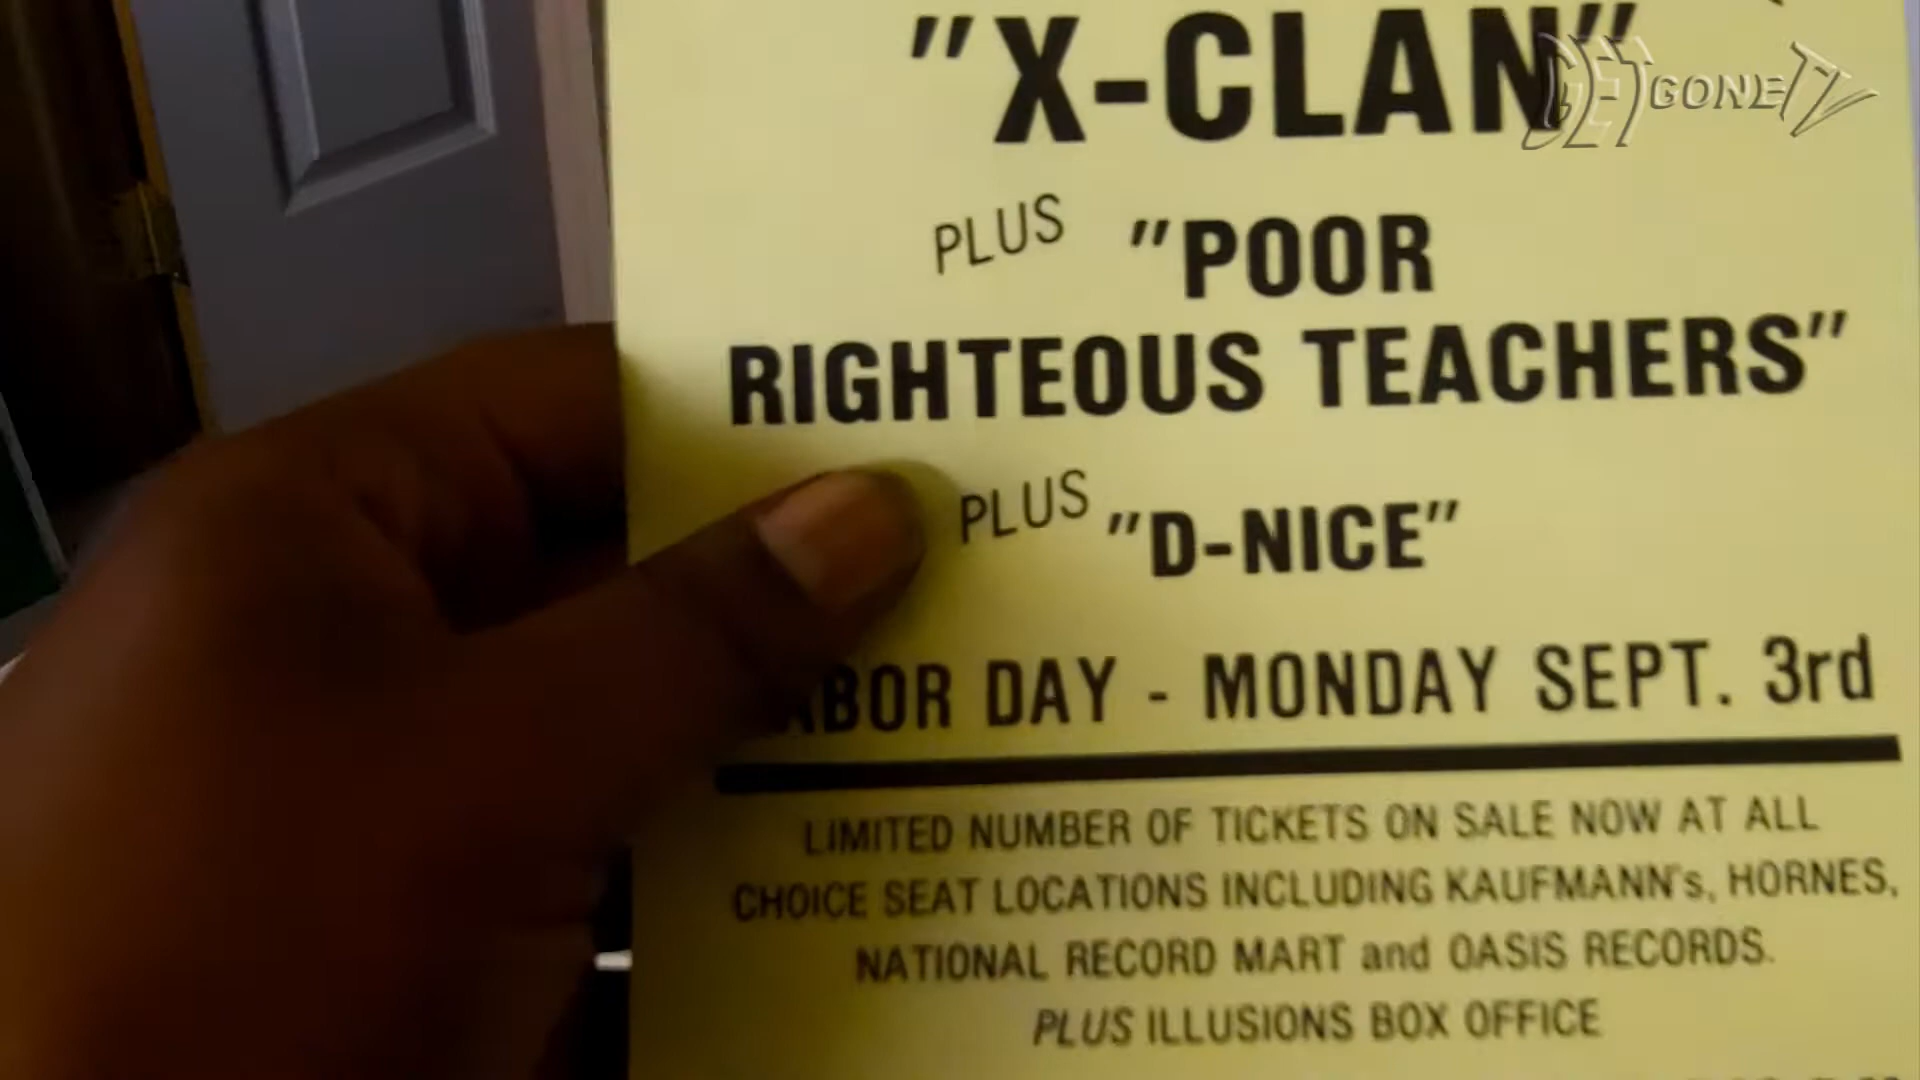 "X-CLAN"
GET GONE TV
PLUS "POOR
RIGHTEOUS TEACHERS"
PLUS "D-NICE"
ABOR DAY - MONDAY SEPT. 3rd
LIMITED NUMBER OF TICKETS ON SALE NOW AT ALL
CHOICE SEAT LOCATIONS INCLUDING KAUFMANN's, HORNES,
NATIONAL RECORD MART and OASIS RECORDS.
PLUS ILLUSIONS BOX OFFICE